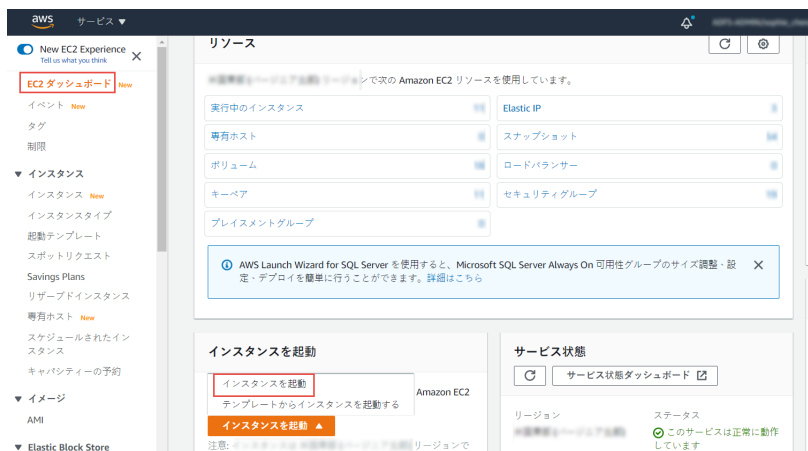 aws サービス ▼
New EC2 Experience
Tell us what you think
EC2 ダッシュボード New
イベント New
タグ
制限
▼ インスタンス
インスタンス New
インスタンスタイプ
起動テンプレート
スポットリクエスト
Savings Plans
リザーブドインスタンス
専有ホスト New
スケジュールされたイン
スタンス
キャパシティーの予約
▼ イメージ
AMI
▼ Elastic Block Store
リソース
リージョンで次の Amazon EC2 リソースを使用しています。
実行中のインスタンス
Elastic IP
専有ホスト
スナップショット
ボリューム
ロードバランサー
キーペア
セキュリティグループ
プレイスメントグループ
AWS Launch Wizard for SQL Server を使用すると、Microsoft SQL Server Always On 可用性グループのサイズ調整・設
定・デプロイを簡単に行うことができます。詳細はこちら
インスタンスを起動
Amazon EC2
インスタンスを起動
テンプレートからインスタンスを起動する
インスタンスを起動 ▲
注意: リージョンで
サービス状態
サービス状態ダッシュボード
リージョン
ステータス
このサービスは正常に動作
しています